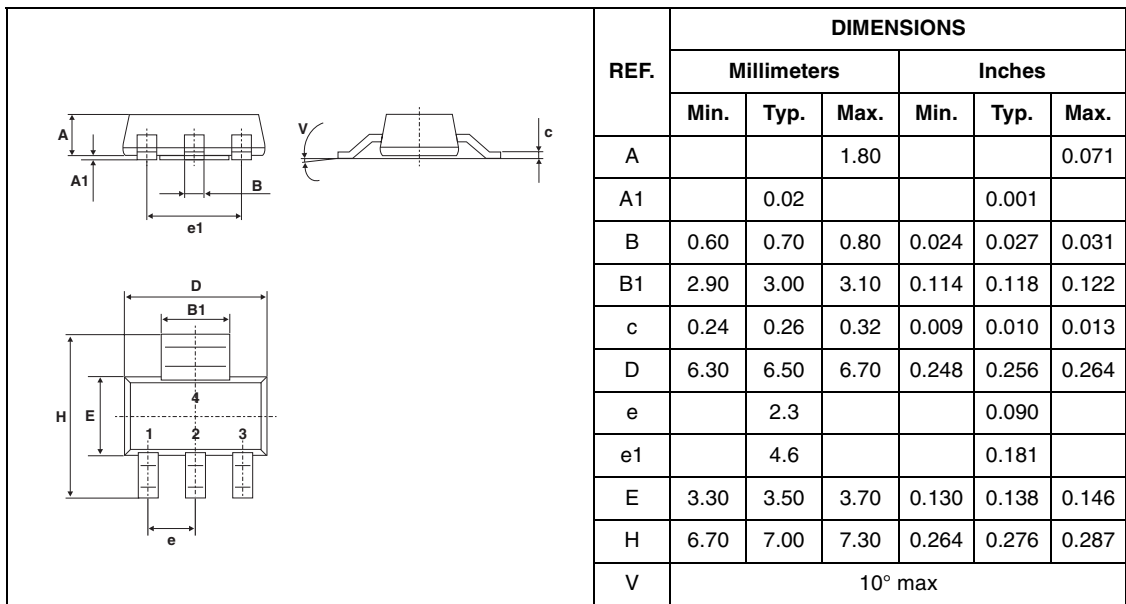 A
A1
B
e1
V
c
D
B1
H
E
4
1 2 3
e
REF. DIMENSIONS
Millimeters Inches
Min. Typ. Max. Min. Typ. Max.
A 1.80 0.071
A1 0.02 0.001
B 0.60 0.70 0.80 0.024 0.027 0.031
B1 2.90 3.00 3.10 0.114 0.118 0.122
c 0.24 0.26 0.32 0.009 0.010 0.013
D 6.30 6.50 6.70 0.248 0.256 0.264
e 2.3 0.090
e1 4.6 0.181
E 3.30 3.50 3.70 0.130 0.138 0.146
H 6.70 7.00 7.30 0.264 0.276 0.287
V 10° max